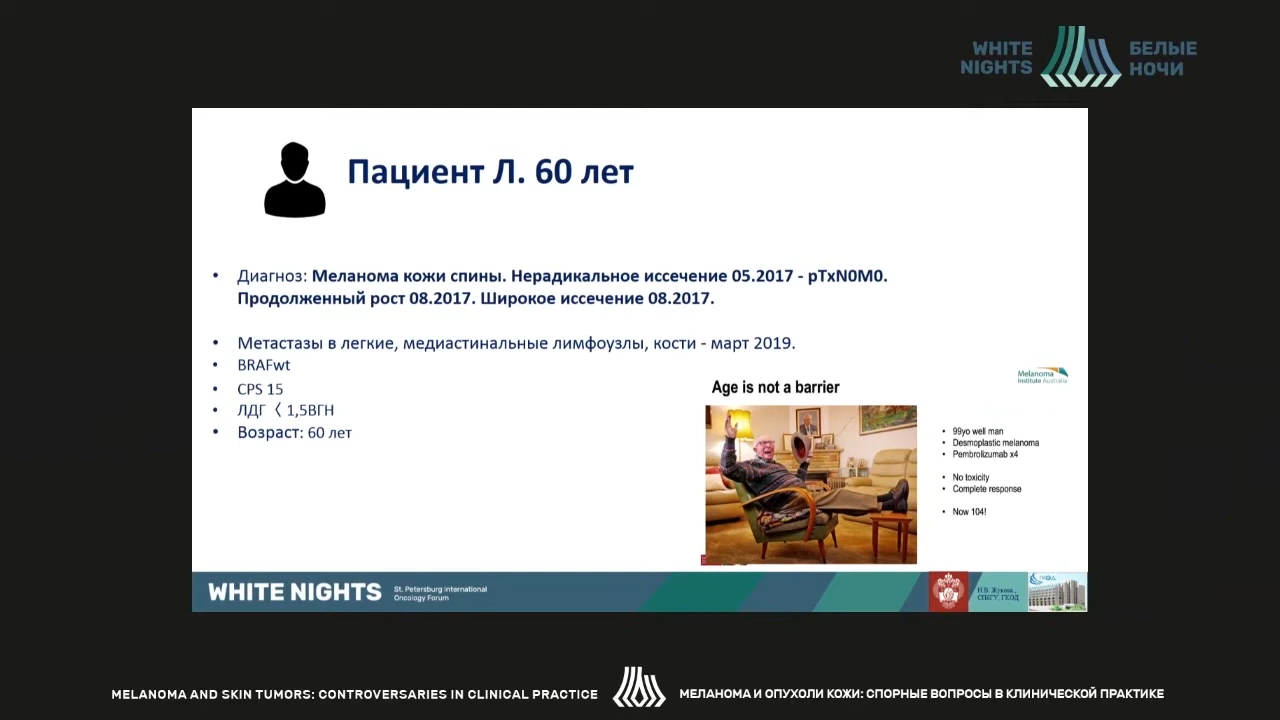 WHITE
NIGHTS
БЕЛЫЕ
НОЧИ
Пациент Л. 60 лет
• Диагноз: Меланома кожи спины. Нерадикальное иссечение 05.2017 - pTxN0M0.
Продолженный рост 08.2017. Широкое иссечение 08.2017.
• Метастазы в легкие, медиастинальные лимфоузлы, кости - март 2019.
• BRAFwt
• CPS 15
• ЛДГ 〈 1,5ВГН
• Возраст: 60 лет
Age is not a barrier
Melanoma
Institute Australia
• 99yo well man
• Desmoplastic melanoma
• Pembrolizumab x4
• No toxicity
• Complete response
• Now 104!
WHITE NIGHTS
St. Petersburg International
Oncology Forum
Н.В. Жукова.,
СПбГУ, ГКОД
MELANOMA AND SKIN TUMORS: CONTROVERSARIES IN CLINICAL PRACTICE
МЕЛАНОМА И ОПУХОЛИ КОЖИ: СПОРНЫЕ ВОПРОСЫ В КЛИНИЧЕСКОЙ ПРАКТИКЕ